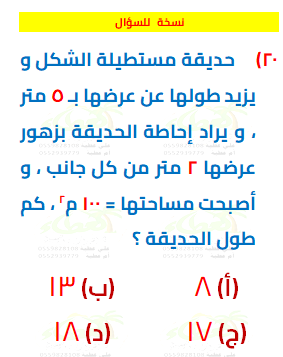 نسخة للسؤال
٢٠) حديقة مستطيلة الشكل و
يزيد طولها عن عرضها بـ ٥ متر
، و يراد إحاطة الحديقة بزهور
عرضها ٢ متر من كل جانب ، و
أصبحت مساحتها = ١٠٠ م٢ ، كم
طول الحديقة ؟
(أ) ٨ (ب) ١٣
(ج) ١٧ (د) ١٨